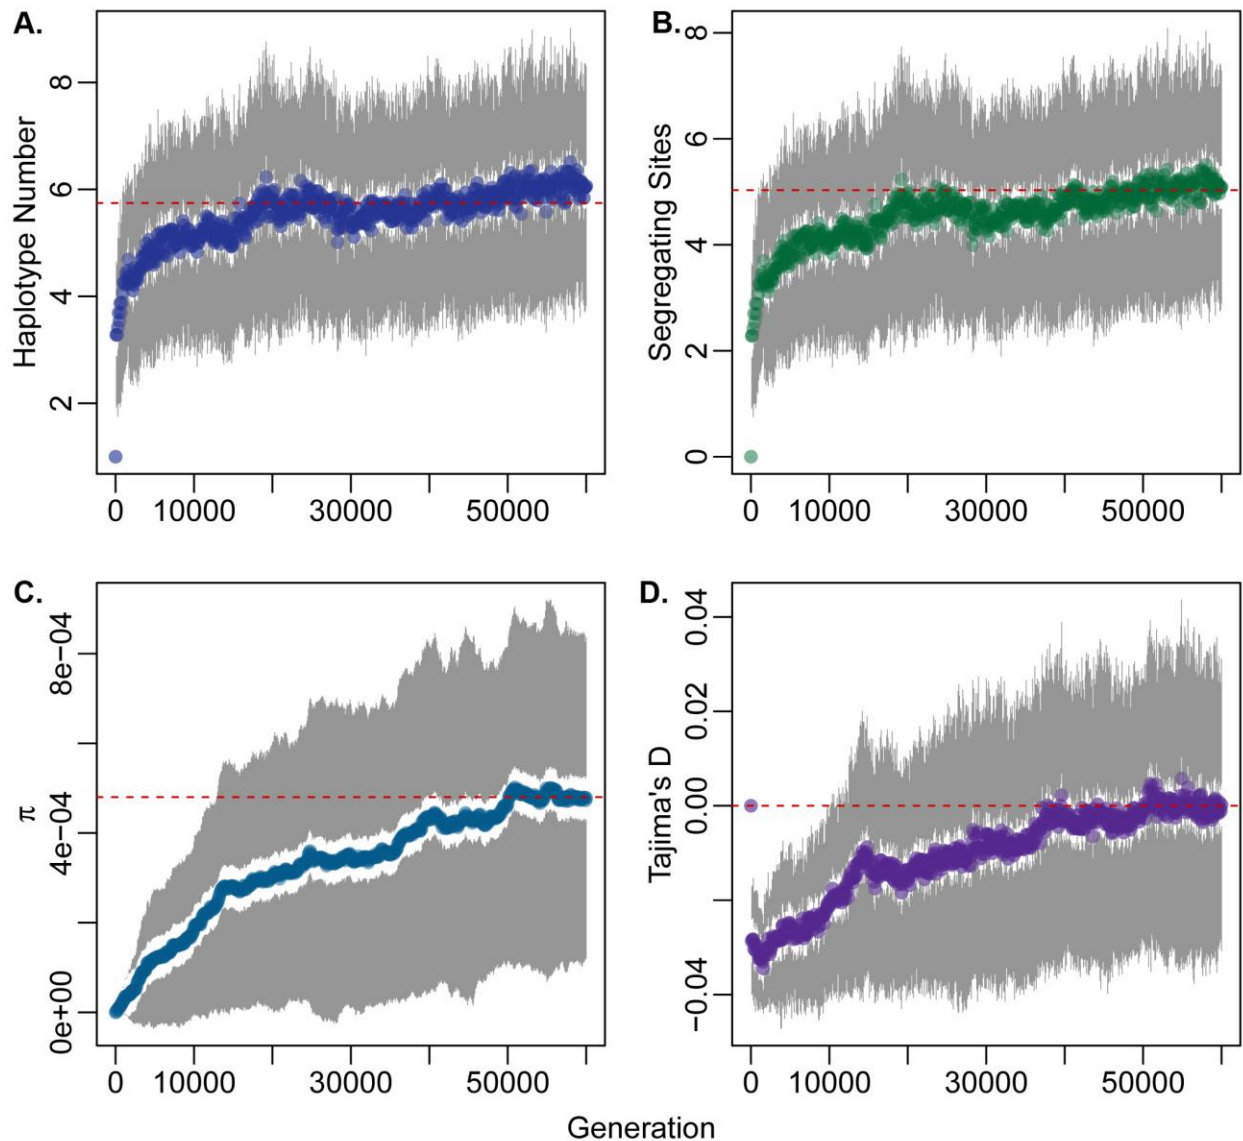 A.
Haplotype Number
8
6
4
2
0 10000 30000 50000
B.
Segregating Sites
8
6
4
2
0
0 10000 30000 50000
C.
π
8e−04
4e−04
0e+00
0 10000 30000 50000
D.
Tajima's D
0.04
0.02
0.00
−0.04
0 10000 30000 50000
Generation